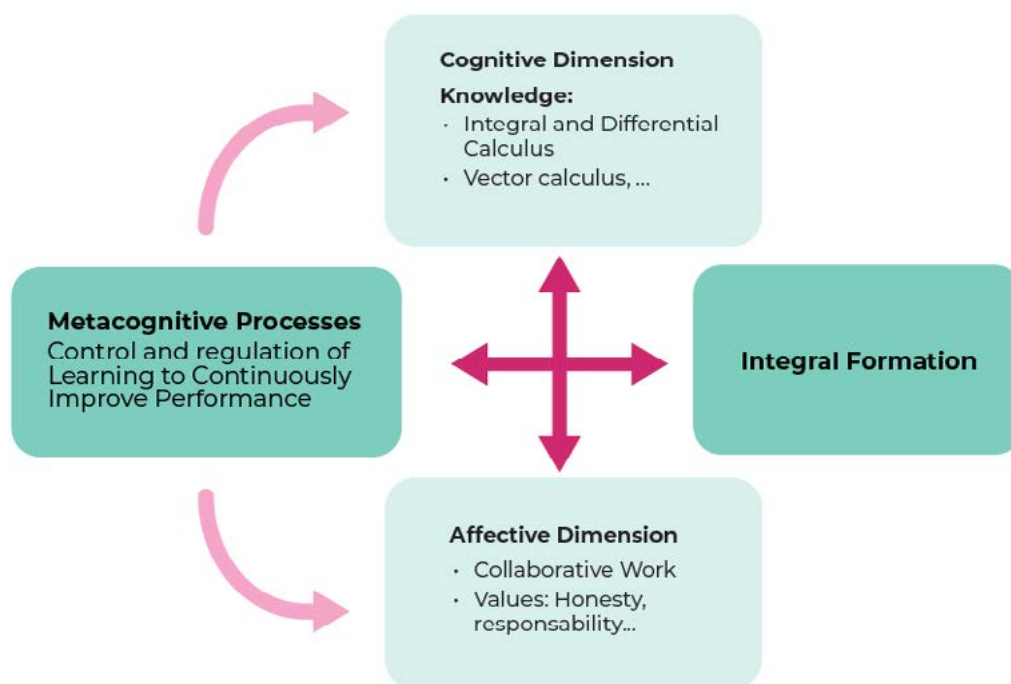 Cognitive Dimension
Knowledge:
· Integral and Differential
Calculus
· Vector calculus, ...
Metacognitive Processes
Control and regulation of
Learning to Continuously
Improve Performance
Integral Formation
Affective Dimension
· Collaborative Work
· Values: Honesty,
responsability...